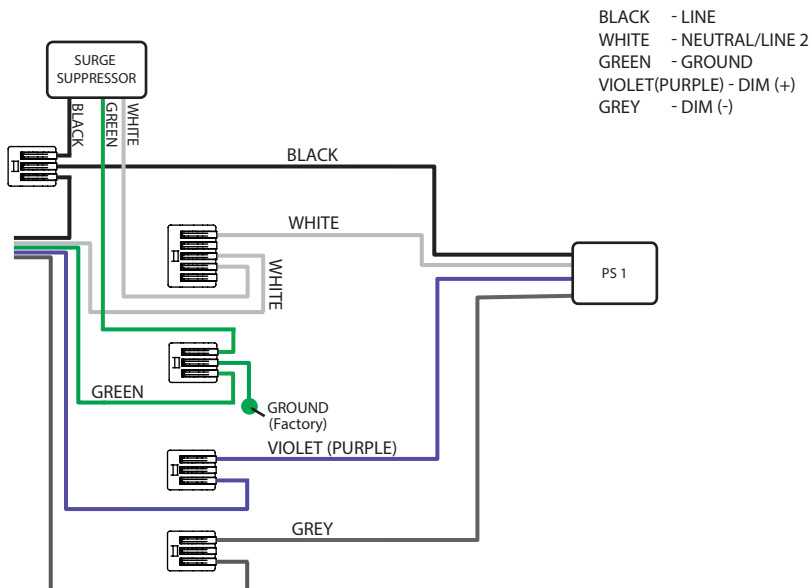 BLACK - LINE
WHITE - NEUTRAL/LINE 2
GREEN - GROUND
VIOLET(PURPLE) - DIM (+)
GREY - DIM (-)
SURGE
SUPPRESSOR
BLACK
GREEN
WHITE
BLACK
WHITE
WHITE
PS 1
GREEN
GROUND
(Factory)
VIOLET (PURPLE)
GREY